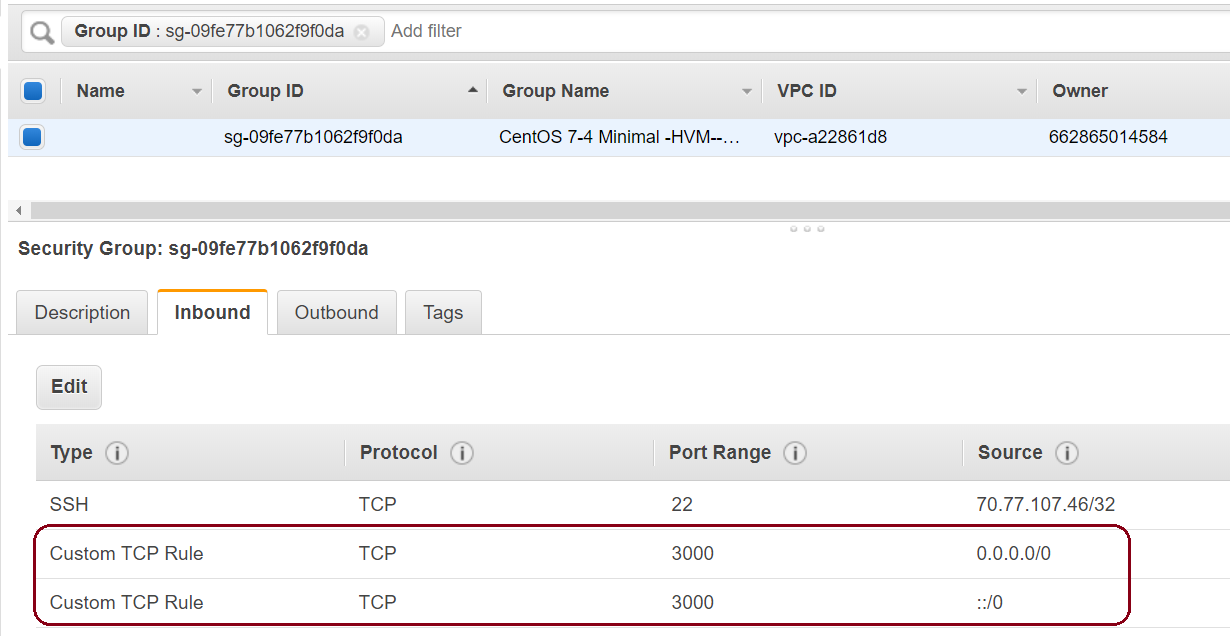 Group ID : sg-09fe77b1062f9f0da Add filter
Name Group ID Group Name VPC ID Owner
sg-09fe77b1062f9f0da CentOS 7-4 Minimal -HVM--... vpc-a22861d8 662865014584
Security Group: sg-09fe77b1062f9f0da
Description Inbound Outbound Tags
Edit
Type Protocol Port Range Source
SSH TCP 22 70.77.107.46/32
Custom TCP Rule TCP 3000 0.0.0.0/0
Custom TCP Rule TCP 3000 ::/0